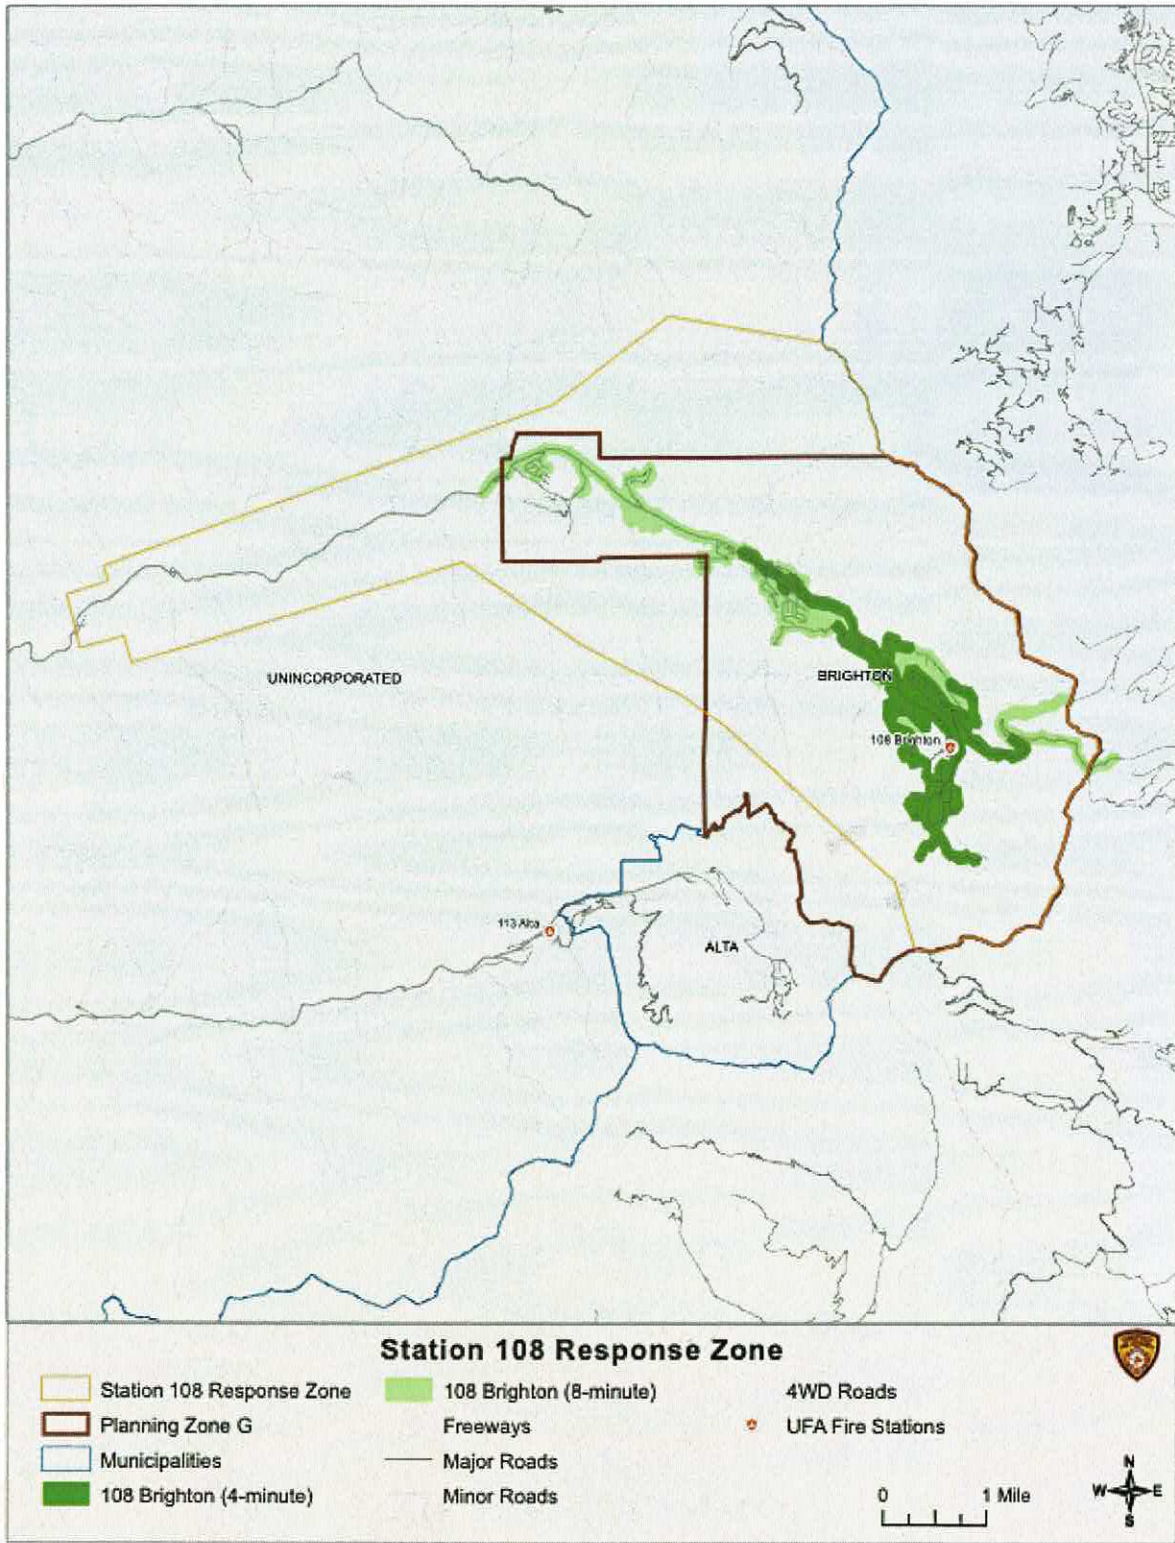 UNINCORPORATED
BRIGHTON
108 Brighton
113 Alta
ALTA
Station 108 Response Zone
Station 108 Response Zone
Planning Zone G
Municipalities
108 Brighton (4-minute)
108 Brighton (8-minute)
Freeways
Major Roads
Minor Roads
4WD Roads
UFA Fire Stations
0 1 Mile
N
W E
S